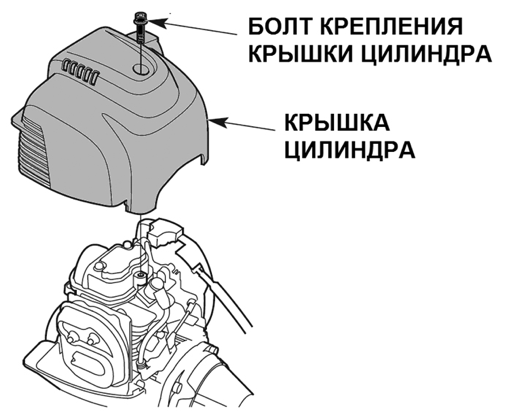 БОЛТ КРЕПЛЕНИЯ
КРЫШКИ ЦИЛИНДРА
КРЫШКА
ЦИЛИНДРА